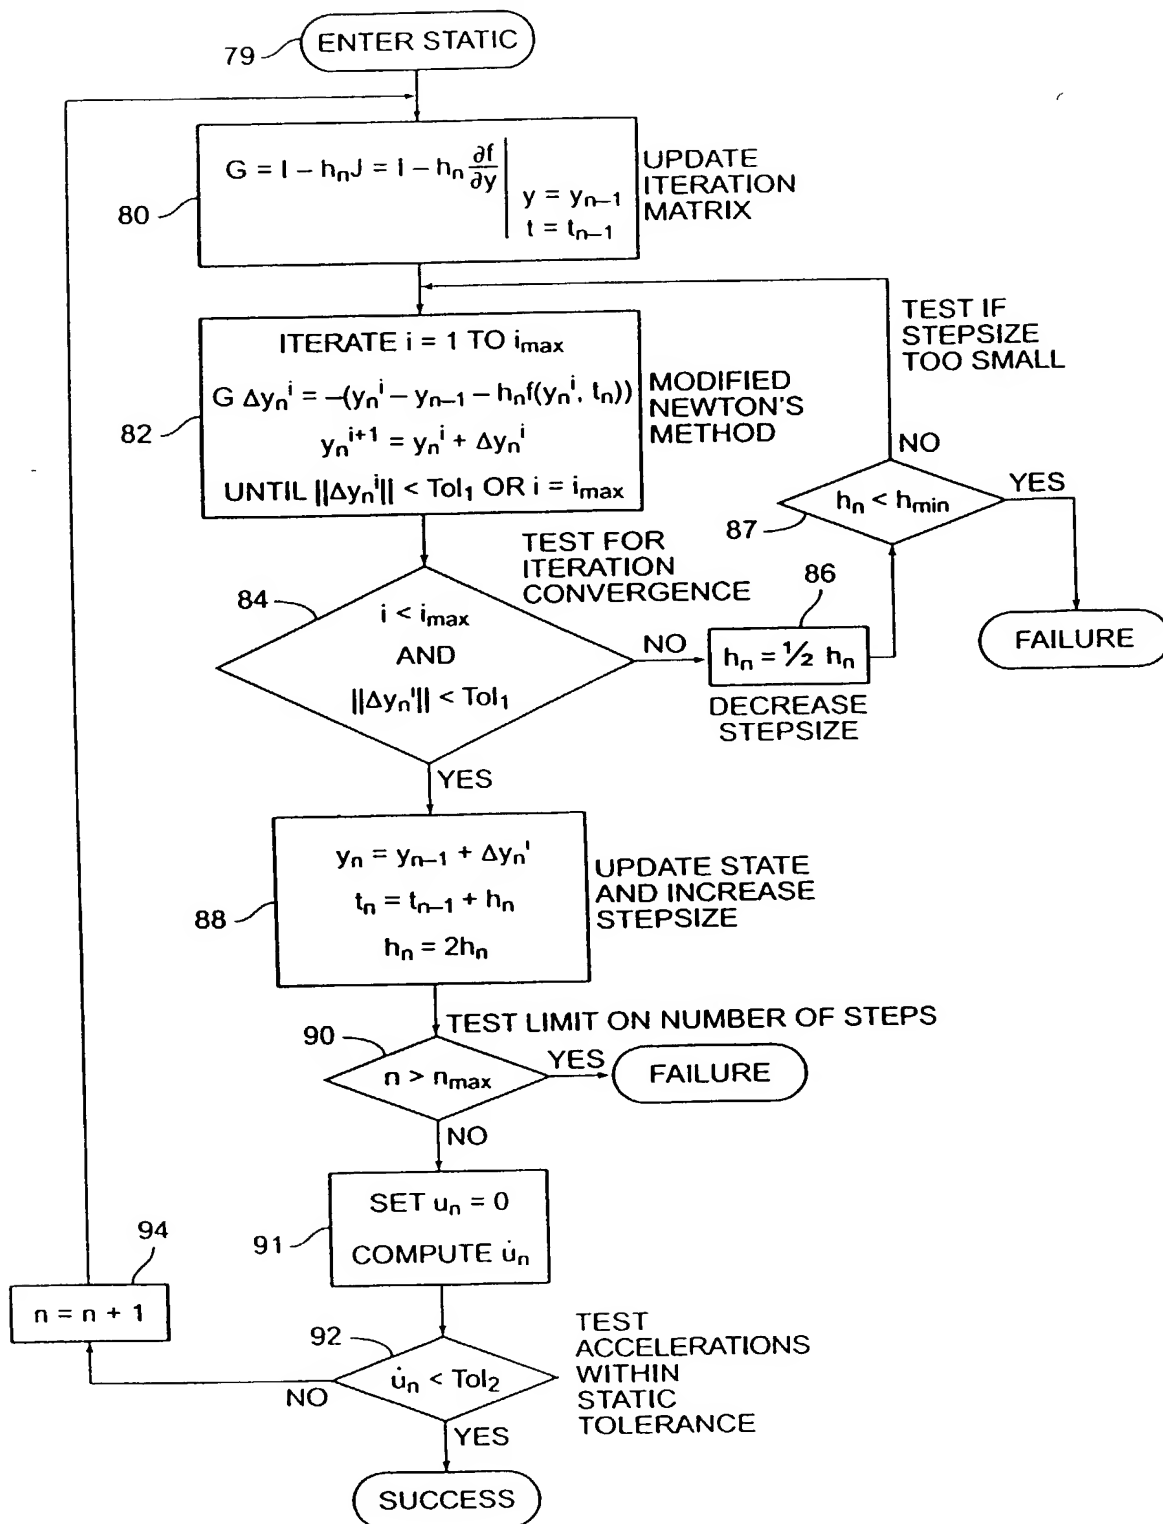 79
ENTER STATIC
80
G = I – hₙJ = I – hₙ ∂f/∂y | y = yₙ₋₁
t = tₙ₋₁
UPDATE
ITERATION
MATRIX
82
ITERATE i = 1 TO i_max
G Δyₙⁱ = –(yₙⁱ – yₙ₋₁ – hₙf(yₙⁱ, tₙ))
yₙⁱ⁺¹ = yₙⁱ + Δyₙⁱ
UNTIL ||Δyₙⁱ|| < Tol₁ OR i = i_max
MODIFIED
NEWTON'S
METHOD
TEST IF
STEPSIZE
TOO SMALL
NO
87
hₙ < h_min
YES
FAILURE
TEST FOR
ITERATION
CONVERGENCE
84
i < i_max
AND
||Δyₙⁱ|| < Tol₁
NO
86
hₙ = ½ hₙ
DECREASE
STEPSIZE
YES
88
yₙ = yₙ₋₁ + Δyₙⁱ
tₙ = tₙ₋₁ + hₙ
hₙ = 2hₙ
UPDATE STATE
AND INCREASE
STEPSIZE
TEST LIMIT ON NUMBER OF STEPS
90
n > n_max
YES
FAILURE
NO
91
SET uₙ = 0
COMPUTE u̇ₙ
94
n = n + 1
92
u̇ₙ < Tol₂
NO
TEST
ACCELERATIONS
WITHIN
STATIC
TOLERANCE
YES
SUCCESS